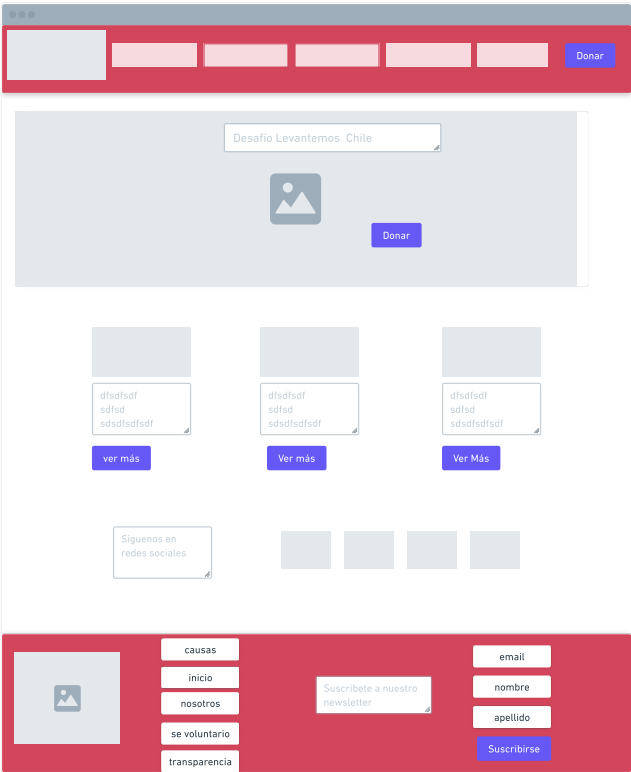 Donar
Desafío Levantemos  Chile
Donar
dfsdfsdf
sdfsd
sdsdfsdfsdf
ver más
dfsdfsdf
sdfsd
sdsdfsdfsdf
Ver más
dfsdfsdf
sdfsd
sdsdfsdfsdf
Ver Más
Siguenos en
redes sociales
causas
inicio
nosotros
se voluntario
transparencia
Suscribete a nuestro
newsletter
email
nombre
apellido
Suscribirse